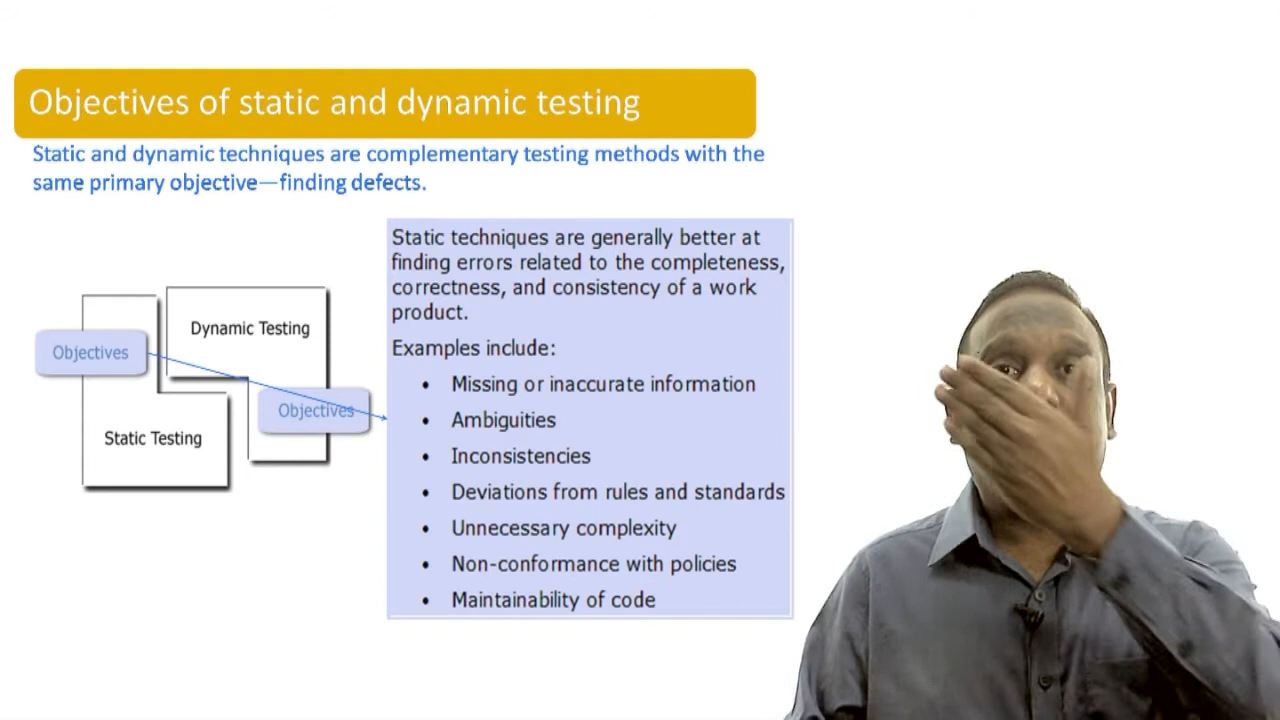 Objectives of static and dynamic testing
Static and dynamic techniques are complementary testing methods with the
same primary objective—finding defects.
Dynamic Testing
Objectives
Objectives
Static Testing
Static techniques are generally better at
finding errors related to the completeness,
correctness, and consistency of a work
product.
Examples include:
• Missing or inaccurate information
• Ambiguities
• Inconsistencies
• Deviations from rules and standards
• Unnecessary complexity
• Non-conformance with policies
• Maintainability of code